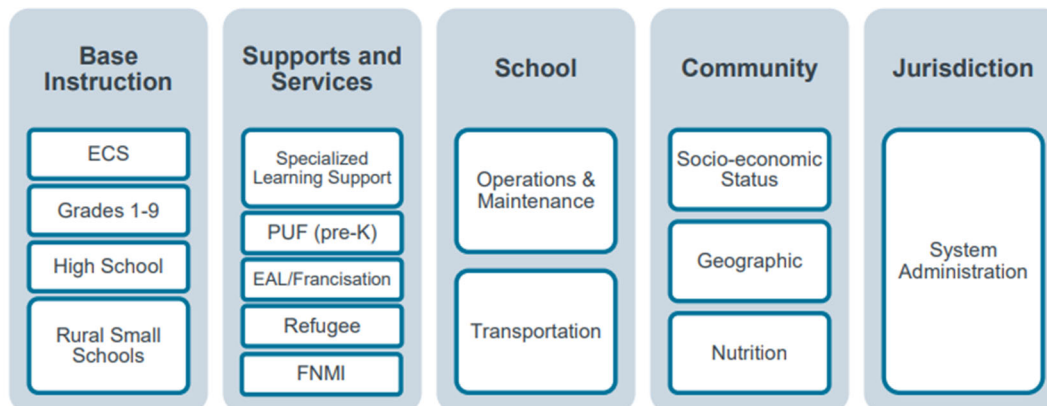 Base
Instruction
ECS
Grades 1-9
High School
Rural Small
Schools
Supports and
Services
Specialized
Learning Support
PUF (pre-K)
EAL/Francisation
Refugee
FNMI
School
Operations &
Maintenance
Transportation
Community
Socio-economic
Status
Geographic
Nutrition
Jurisdiction
System
Administration